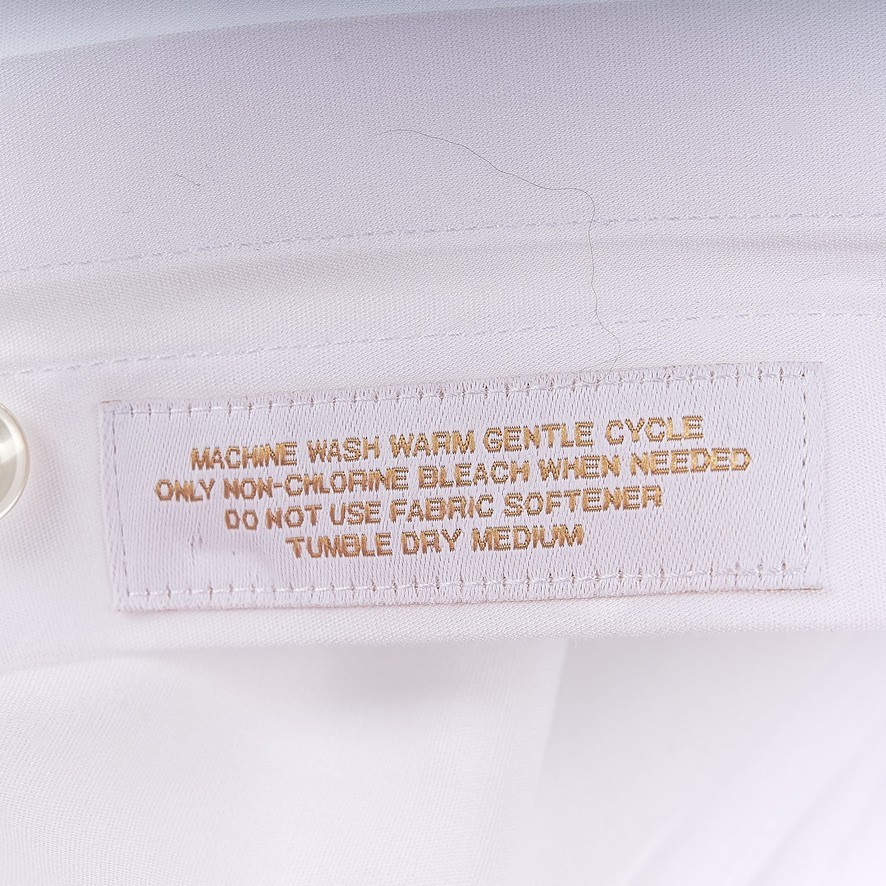 MACHINE WASH WARM GENTLE CYCLE
ONLY NON-CHLORINE BLEACH WHEN NEEDED
DO NOT USE FABRIC SOFTENER
TUMBLE DRY MEDIUM